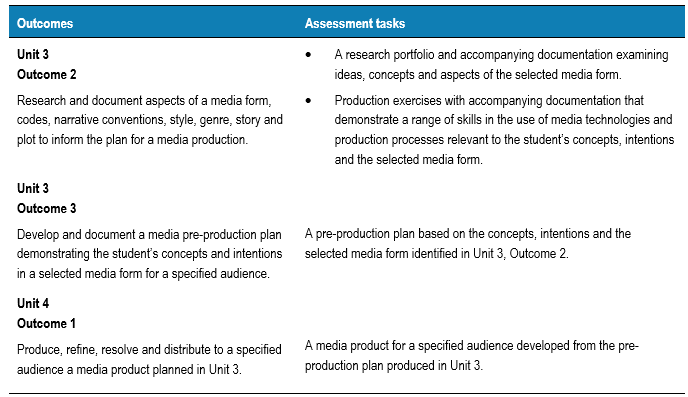 Outcomes
Assessment tasks
Unit 3
Outcome 2
Research and document aspects of a media form,
codes, narrative conventions, style, genre, story and
plot to inform the plan for a media production.
• A research portfolio and accompanying documentation examining
ideas, concepts and aspects of the selected media form.
• Production exercises with accompanying documentation that
demonstrate a range of skills in the use of media technologies and
production processes relevant to the student’s concepts, intentions
and the selected media form.
Unit 3
Outcome 3
Develop and document a media pre-production plan
demonstrating the student’s concepts and intentions
in a selected media form for a specified audience.
A pre-production plan based on the concepts, intentions and the
selected media form identified in Unit 3, Outcome 2.
Unit 4
Outcome 1
Produce, refine, resolve and distribute to a specified
audience a media product planned in Unit 3.
A media product for a specified audience developed from the pre-
production plan produced in Unit 3.